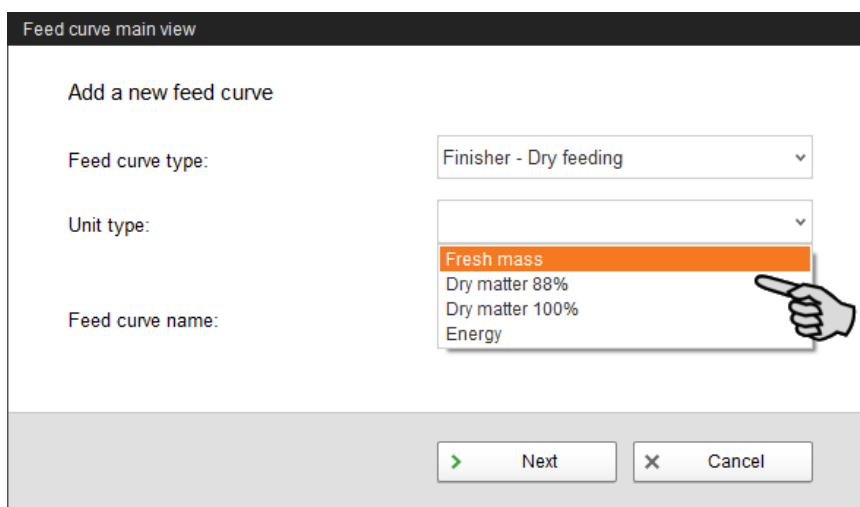 Feed curve main view
Add a new feed curve
Feed curve type:
Finisher - Dry feeding
Unit type:
Fresh mass
Dry matter 88%
Dry matter 100%
Energy
Feed curve name:
Next
Cancel